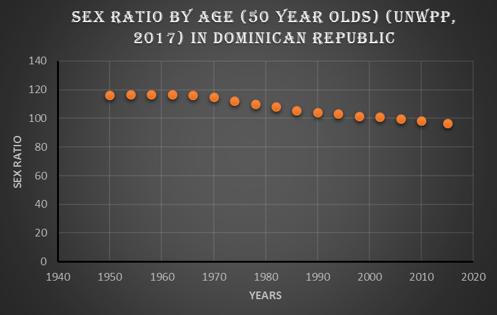 SEX RATIO BY AGE (50 YEAR OLDS) (UNWPP,
2017) IN DOMINICAN REPUBLIC
140
120
100
80
60
40
20
0
SEX RATIO
1940 1950 1960 1970 1980 1990 2000 2010 2020
YEARS